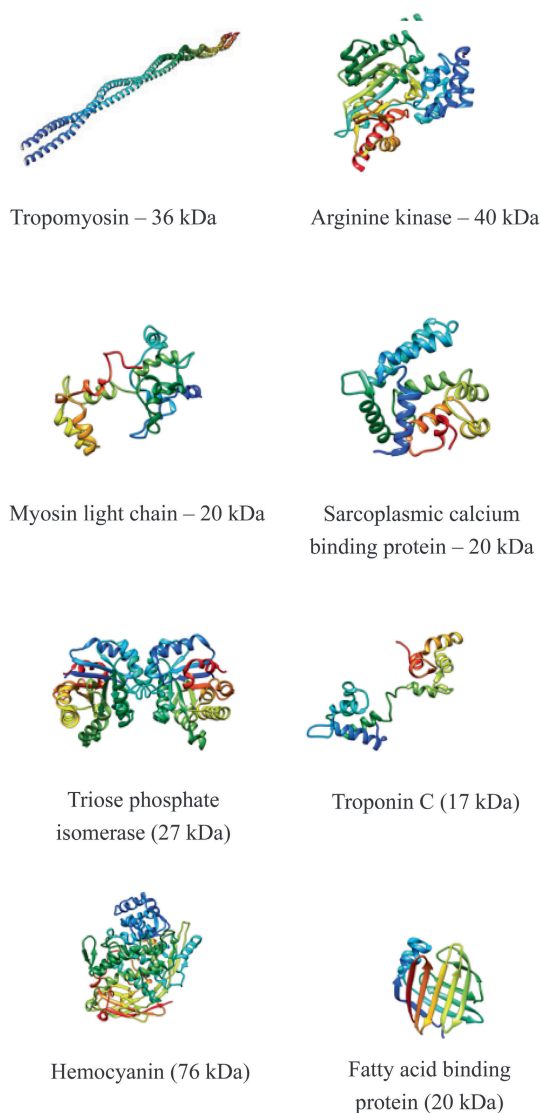 Tropomyosin – 36 kDa
Arginine kinase – 40 kDa
Myosin light chain – 20 kDa
Sarcoplasmic calcium
binding protein – 20 kDa
Triose phosphate
isomerase (27 kDa)
Troponin C (17 kDa)
Hemocyanin (76 kDa)
Fatty acid binding
protein (20 kDa)